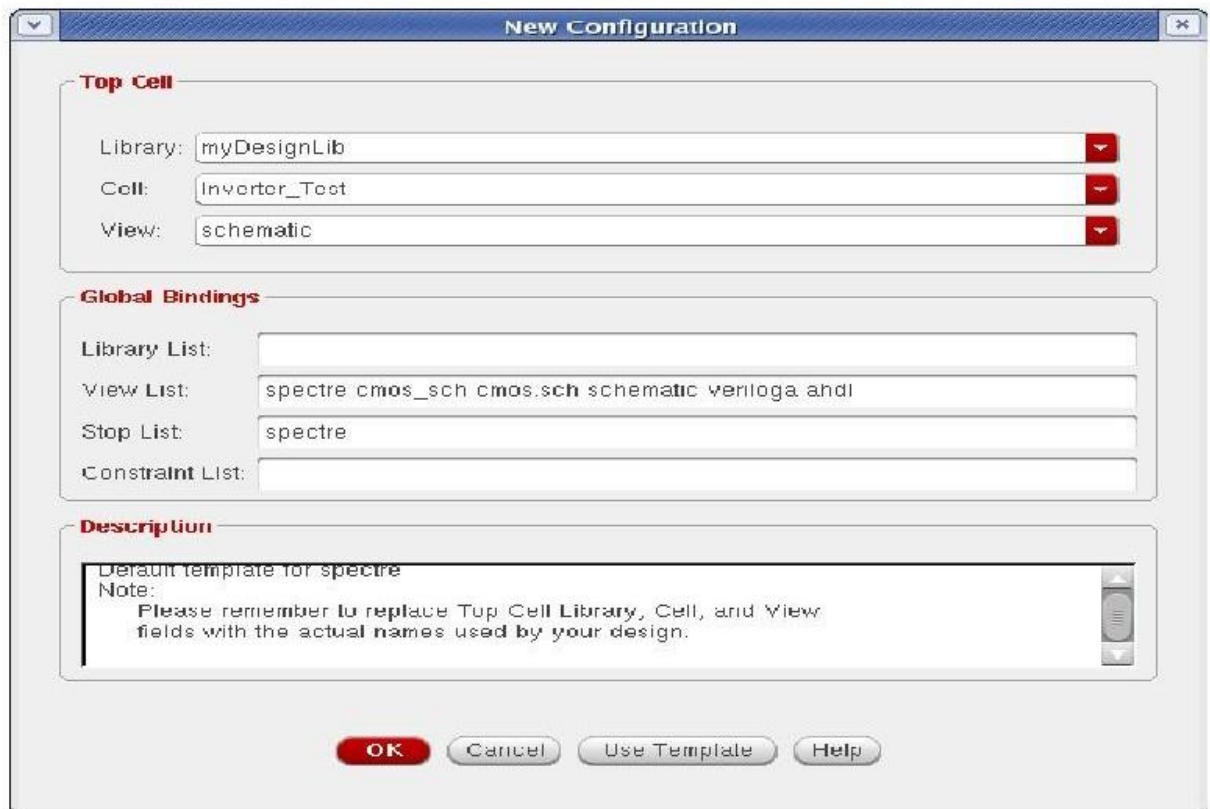 New Configuration
Top Cell
Library: myDesignLib
Cell: Inverter_Test
View: schematic
Global Bindings
Library List:
View List: spectre cmos_sch cmos.sch schematic veriloga ahdl
Stop List: spectre
Constraint List:
Description
Default template for spectre
Note:
Please remember to replace Top Cell Library, Cell, and View
fields with the actual names used by your design.
OK Cancel Use Template Help